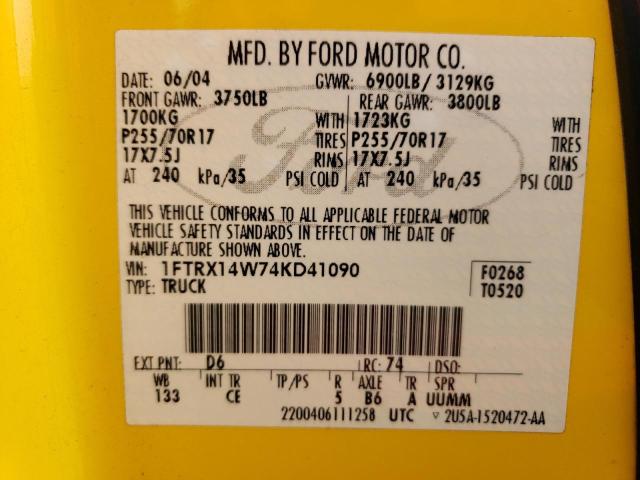 MFD. BY FORD MOTOR CO.
DATE: 06/04 GVWR: 6900LB/ 3129KG
FRONT GAWR: 3750LB REAR GAWR: 3800LB
1700KG WITH 1723KG WITH
P255/70R17 TIRES P255/70R17 TIRES
17X7.5J RIMS 17X7.5J RIMS
AT 240 kPa/35 PSI COLD AT 240 kPa/35 PSI COLD
Ford
THIS VEHICLE CONFORMS TO ALL APPLICABLE FEDERAL MOTOR
VEHICLE SAFETY STANDARDS IN EFFECT ON THE DATE OF
MANUFACTURE SHOWN ABOVE.
VIN: 1FTRX14W74KD41090 F0268
TYPE: TRUCK T0520
EXT PNT: D6 RC: 74 DSO:
WB INT TR TP/PS R AXLE TR SPR
133 CE 5 B6 A UUMM
2200406111258 UTC 2U5A-1520472-AA